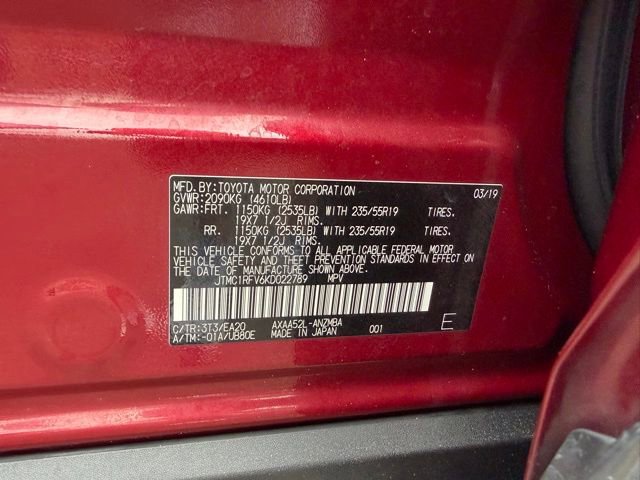 MFD. BY: TOYOTA MOTOR CORPORATION 03/19
GVWR: 2090KG (4610LB)
GAWR: FRT. 1150KG (2535LB) WITH 235/55R19 TIRES.
19X7 1/2J RIMS.
RR. 1150KG (2535LB) WITH 235/55R19 TIRES.
19X7 1/2J RIMS.
THIS VEHICLE CONFORMS TO ALL APPLICABLE FEDERAL MOTOR
VEHICLE SAFETY AND THEFT PREVENTION STANDARDS IN EFFECT
ON THE DATE OF MANUFACTURE SHOWN ABOVE.
JTMC1RFV6KD022789 MPV
C/TR: 3T3/EA20 AXAA52L-ANZMBA
A/TM: -01A/UB80E MADE IN JAPAN 001 E